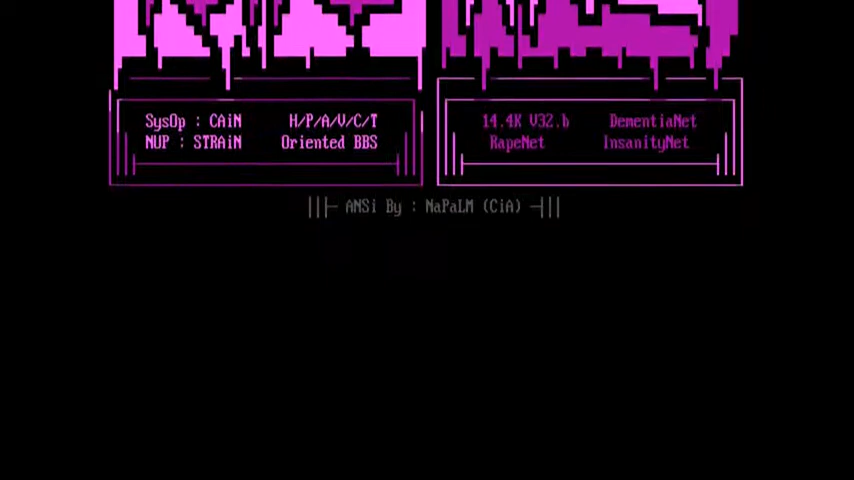 SysOp : CAiN H/P/A/V/C/T
NUP : STRAiN Oriented BBS
14.4K V32.b DementiaNet
RapeNet InsanityNet
ANSi By : NaPaLM (CiA)